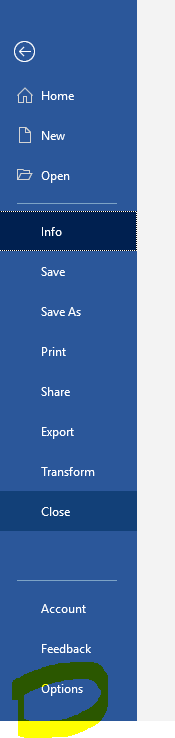 Home
New
Open
Info
Save
Save As
Print
Share
Export
Transform
Close
Account
Feedback
Options